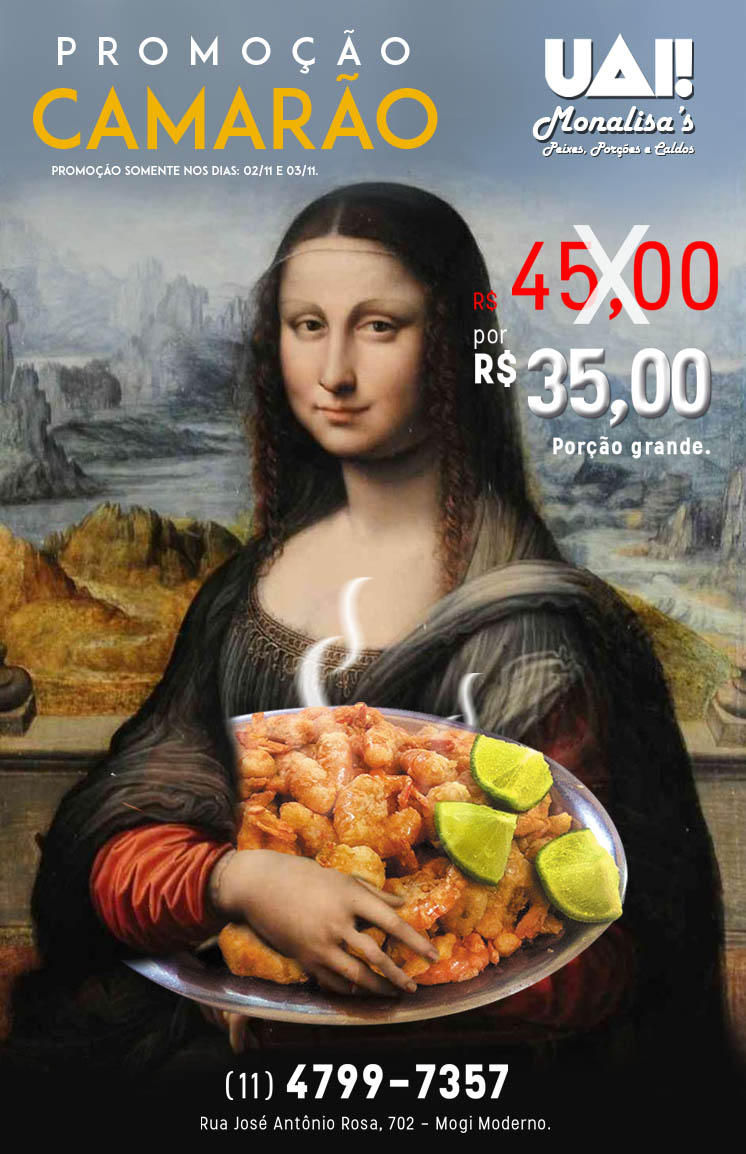 PROMOÇÃO
CAMARÃO
PROMOÇÃO SOMENTE NOS DIAS: 02/11 E 03/11.
UAI!
Monalisa's
Peixes, Porções e Caldos
R$ 45,00
X
por
R$ 35,00
Porção grande.
(11) 4799-7357
Rua José Antônio Rosa, 702 - Mogi Moderno.